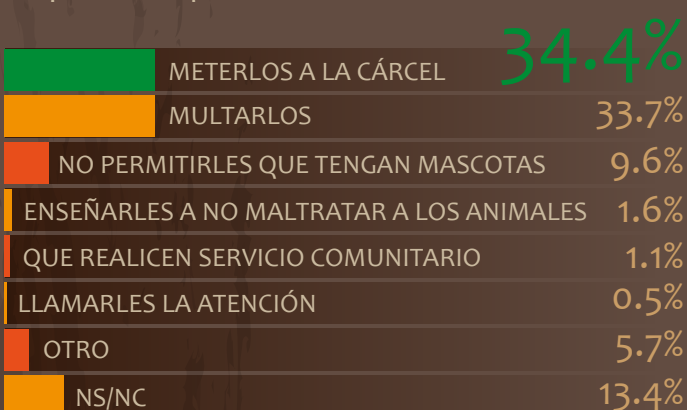 METERLOS A LA CÁRCEL 34.4%
MULTARLOS 33.7%
NO PERMITIRLES QUE TENGAN MASCOTAS 9.6%
ENSEÑARLES A NO MALTRATAR A LOS ANIMALES 1.6%
QUE REALICEN SERVICIO COMUNITARIO 1.1%
LLAMARLES LA ATENCIÓN 0.5%
OTRO 5.7%
NS/NC 13.4%